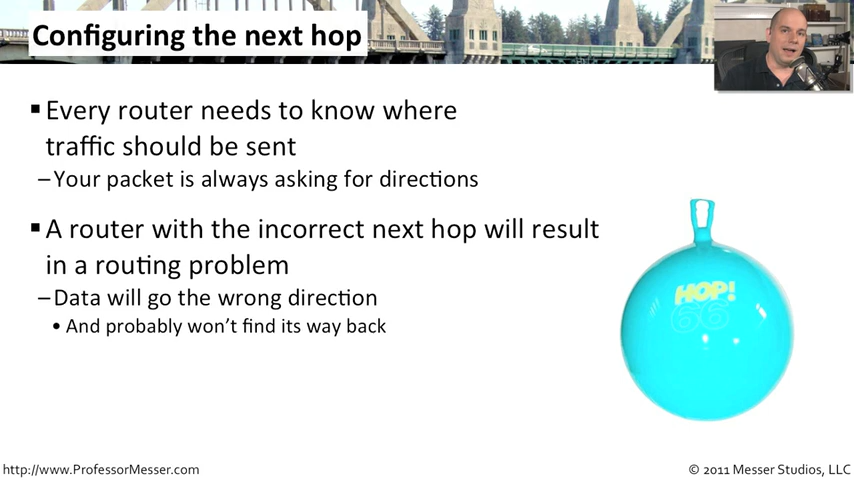 Configuring the next hop
▪ Every router needs to know where
traffic should be sent
– Your packet is always asking for directions
▪ A router with the incorrect next hop will result
in a routing problem
– Data will go the wrong direction
• And probably won't find its way back
HOP!
66
http://www.ProfessorMesser.com
© 2011 Messer Studios, LLC